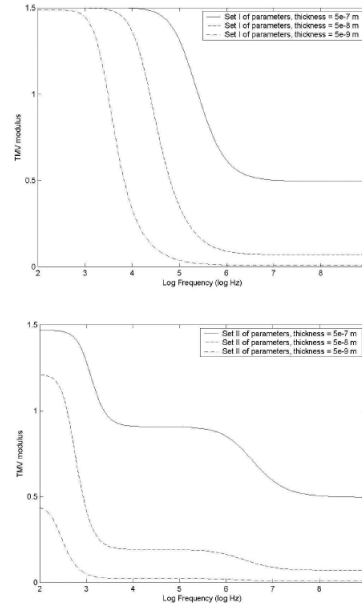 1.5
Set I of parameters, thickness = 5e-7 m
Set I of parameters, thickness = 5e-8 m
Set I of parameters, thickness = 5e-9 m
1
TMV modulus
0.5
0
2 3 4 5 6 7 8
Log Frequency (log Hz)
1.5
Set II of parameters, thickness = 5e-7 m
Set II of parameters, thickness = 5e-8 m
Set II of parameters, thickness = 5e-9 m
1
TMV modulus
0.5
0
2 3 4 5 6 7 8
Log Frequency (log Hz)